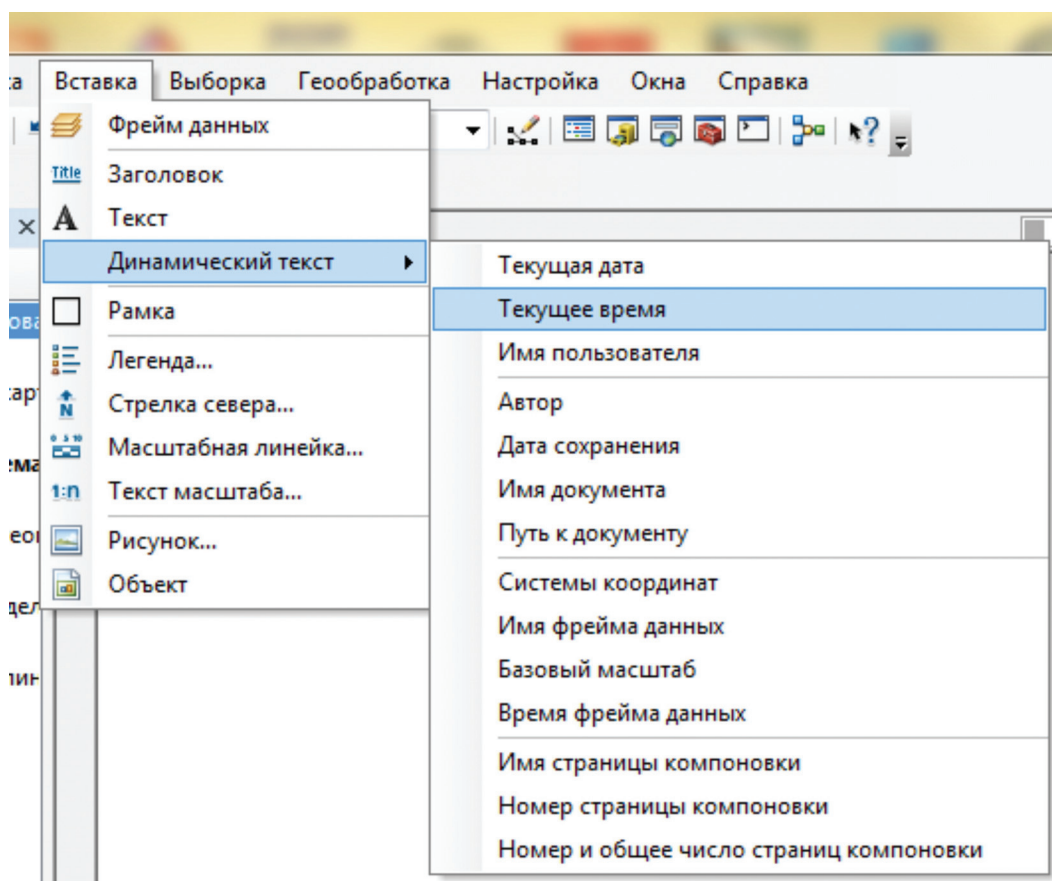 Вставка Выборка Геообработка Настройка Окна Справка
Фрейм данных
Title Заголовок
A Текст
Динамический текст
Рамка
Легенда...
N Стрелка севера...
Масштабная линейка...
1:n Текст масштаба...
Рисунок...
Объект
Текущая дата
Текущее время
Имя пользователя
Автор
Дата сохранения
Имя документа
Путь к документу
Системы координат
Имя фрейма данных
Базовый масштаб
Время фрейма данных
Имя страницы компоновки
Номер страницы компоновки
Номер и общее число страниц компоновки